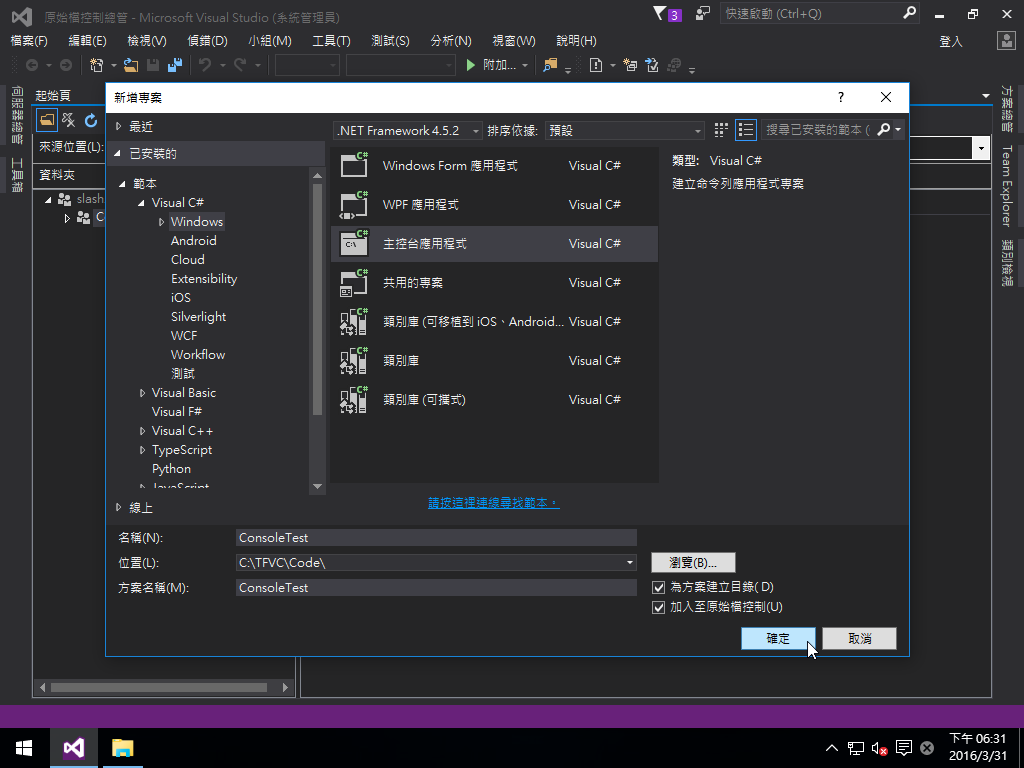 原始檔控制總管 - Microsoft Visual Studio (系統管理員)
3
快速啟動 (Ctrl+Q)
檔案(F) 編輯(E) 檢視(V) 偵錯(D) 小組(M) 工具(T) 測試(S) 分析(N) 視窗(W) 說明(H)
登入
附加...
伺服器總管
工具箱
起始頁
來源位置(L):
資料夾
slash
C
方案總管
Team Explorer
類別檢視
新增專案
?
最近
已安裝的
範本
Visual C#
Windows
Android
Cloud
Extensibility
iOS
Silverlight
WCF
Workflow
測試
Visual Basic
Visual F#
Visual C++
TypeScript
Python
JavaScript
線上
.NET Framework 4.5.2 排序依據: 預設
搜尋已安裝的範本 (
Windows Form 應用程式 Visual C#
WPF 應用程式 Visual C#
主控台應用程式 Visual C#
共用的專案 Visual C#
類別庫 (可移植到 iOS、Android... Visual C#
類別庫 Visual C#
類別庫 (可攜式) Visual C#
請按這裡連線尋找範本。
類型: Visual C#
建立命令列應用程式專案
名稱(N): ConsoleTest
位置(L): C:\TFVC\Code\
瀏覽(B)...
方案名稱(M): ConsoleTest
為方案建立目錄( D)
加入至原始檔控制(U)
確定 取消
下午 06:31
2016/3/31